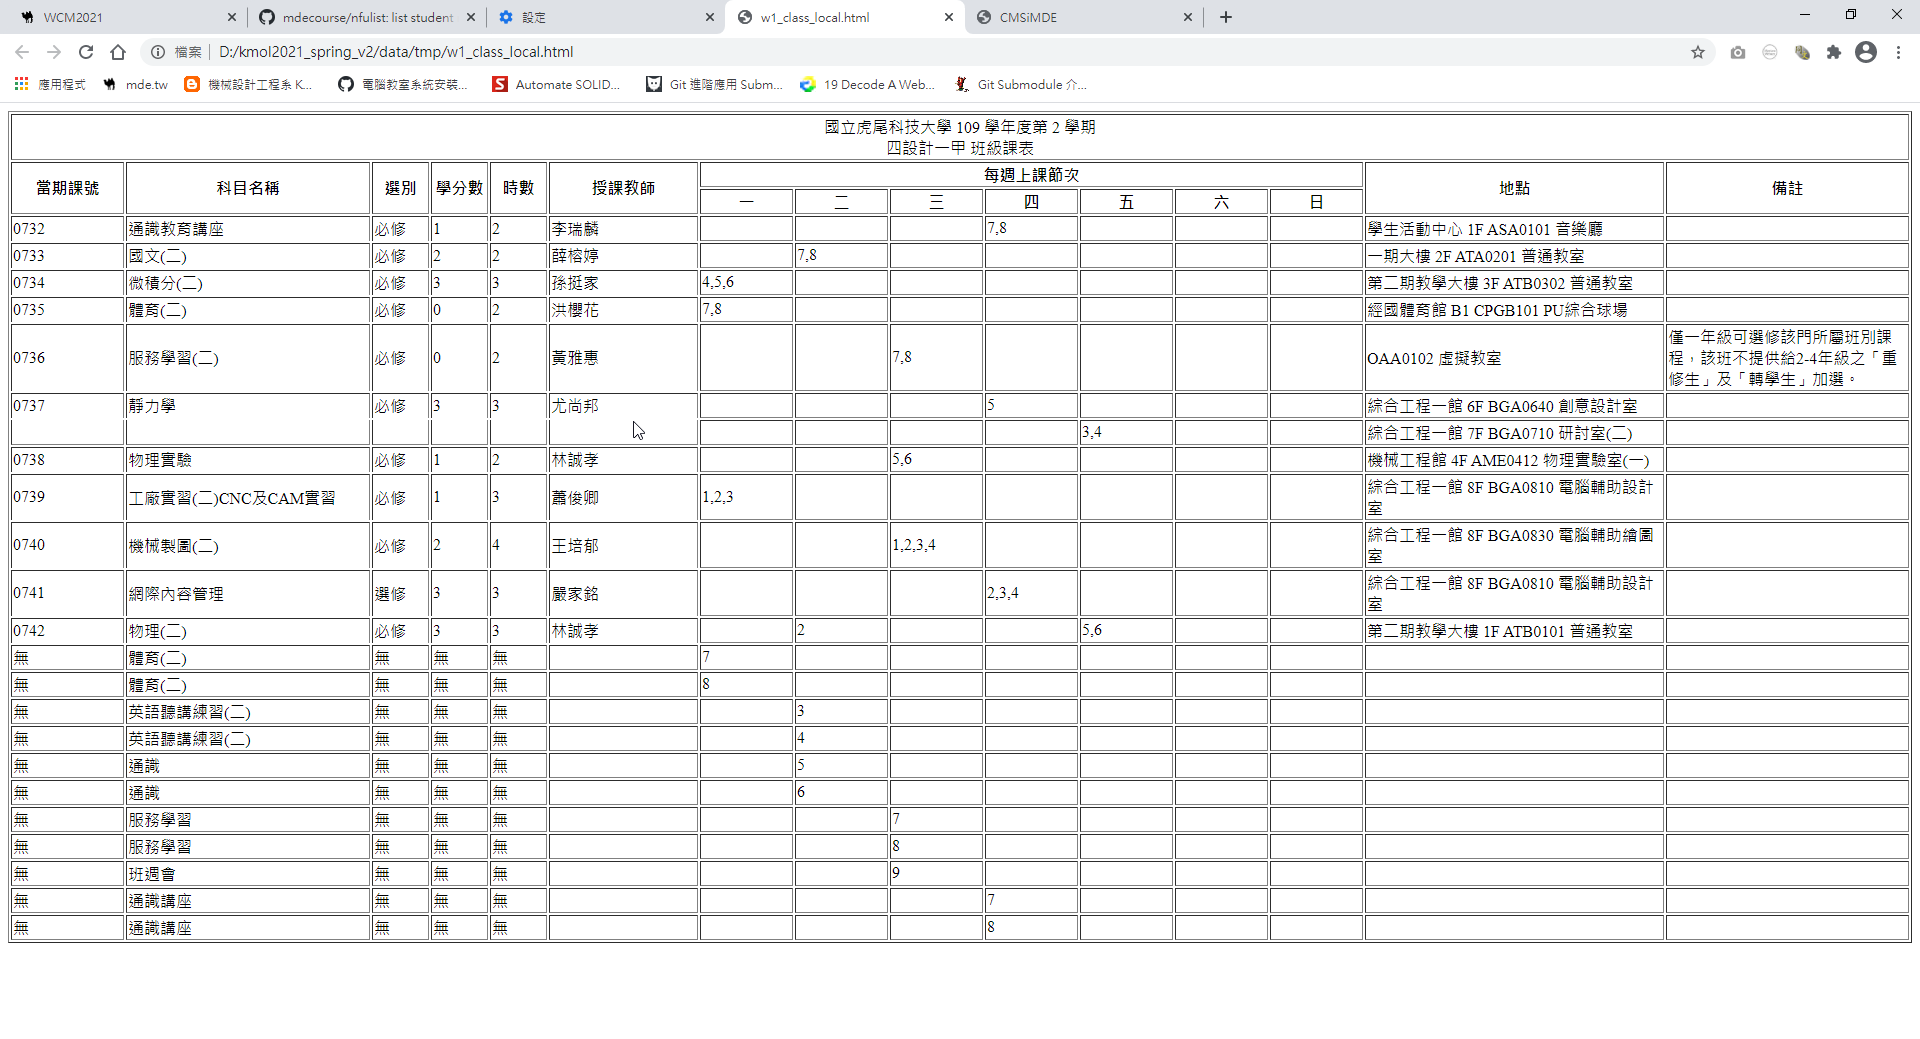 WCM2021
mdecourse/nfulist: list student
設定
w1_class_local.html
CMSiMDE
檔案 D:/kmol2021_spring_v2/data/tmp/w1_class_local.html
應用程式 mde.tw 機械設計工程系 K... 電腦教室系統安裝... Automate SOLID... Git 進階應用 Subm... 19 Decode A Web... Git Submodule 介...
國立虎尾科技大學 109 學年度第 2 學期
四設計一甲 班級課表
當期課號 科目名稱 選別 學分數 時數 授課教師 每週上課節次 地點 備註
一 二 三 四 五 六 日
0732 通識教育講座 必修 1 2 李瑞麟 7,8 學生活動中心 1F ASA0101 音樂廳
0733 國文(二) 必修 2 2 薛榕婷 7,8 一期大樓 2F ATA0201 普通教室
0734 微積分(二) 必修 3 3 孫挺家 4,5,6 第二期教學大樓 3F ATB0302 普通教室
0735 體育(二) 必修 0 2 洪櫻花 7,8 經國體育館 B1 CPGB101 PU綜合球場
0736 服務學習(二) 必修 0 2 黃雅惠 7,8 OAA0102 虛擬教室 僅一年級可選修該門所屬班別課
程，該班不提供給2-4年級之「重
修生」及「轉學生」加選。
0737 靜力學 必修 3 3 尤尚邦 5 綜合工程一館 6F BGA0640 創意設計室
3,4 綜合工程一館 7F BGA0710 研討室(二)
0738 物理實驗 必修 1 2 林誠孝 5,6 機械工程館 4F AME0412 物理實驗室(一)
0739 工廠實習(二)CNC及CAM實習 必修 1 3 蕭俊卿 1,2,3 綜合工程一館 8F BGA0810 電腦輔助設計
室
0740 機械製圖(二) 必修 2 4 王培郁 1,2,3,4 綜合工程一館 8F BGA0830 電腦輔助繪圖
室
0741 網際內容管理 選修 3 3 嚴家銘 2,3,4 綜合工程一館 8F BGA0810 電腦輔助設計
室
0742 物理(二) 必修 3 3 林誠孝 2 5,6 第二期教學大樓 1F ATB0101 普通教室
無 體育(二) 無 無 無 7
無 體育(二) 無 無 無 8
無 英語聽講練習(二) 無 無 無 3
無 英語聽講練習(二) 無 無 無 4
無 通識 無 無 無 5
無 通識 無 無 無 6
無 服務學習 無 無 無 7
無 服務學習 無 無 無 8
無 班週會 無 無 無 9
無 通識講座 無 無 無 7
無 通識講座 無 無 無 8